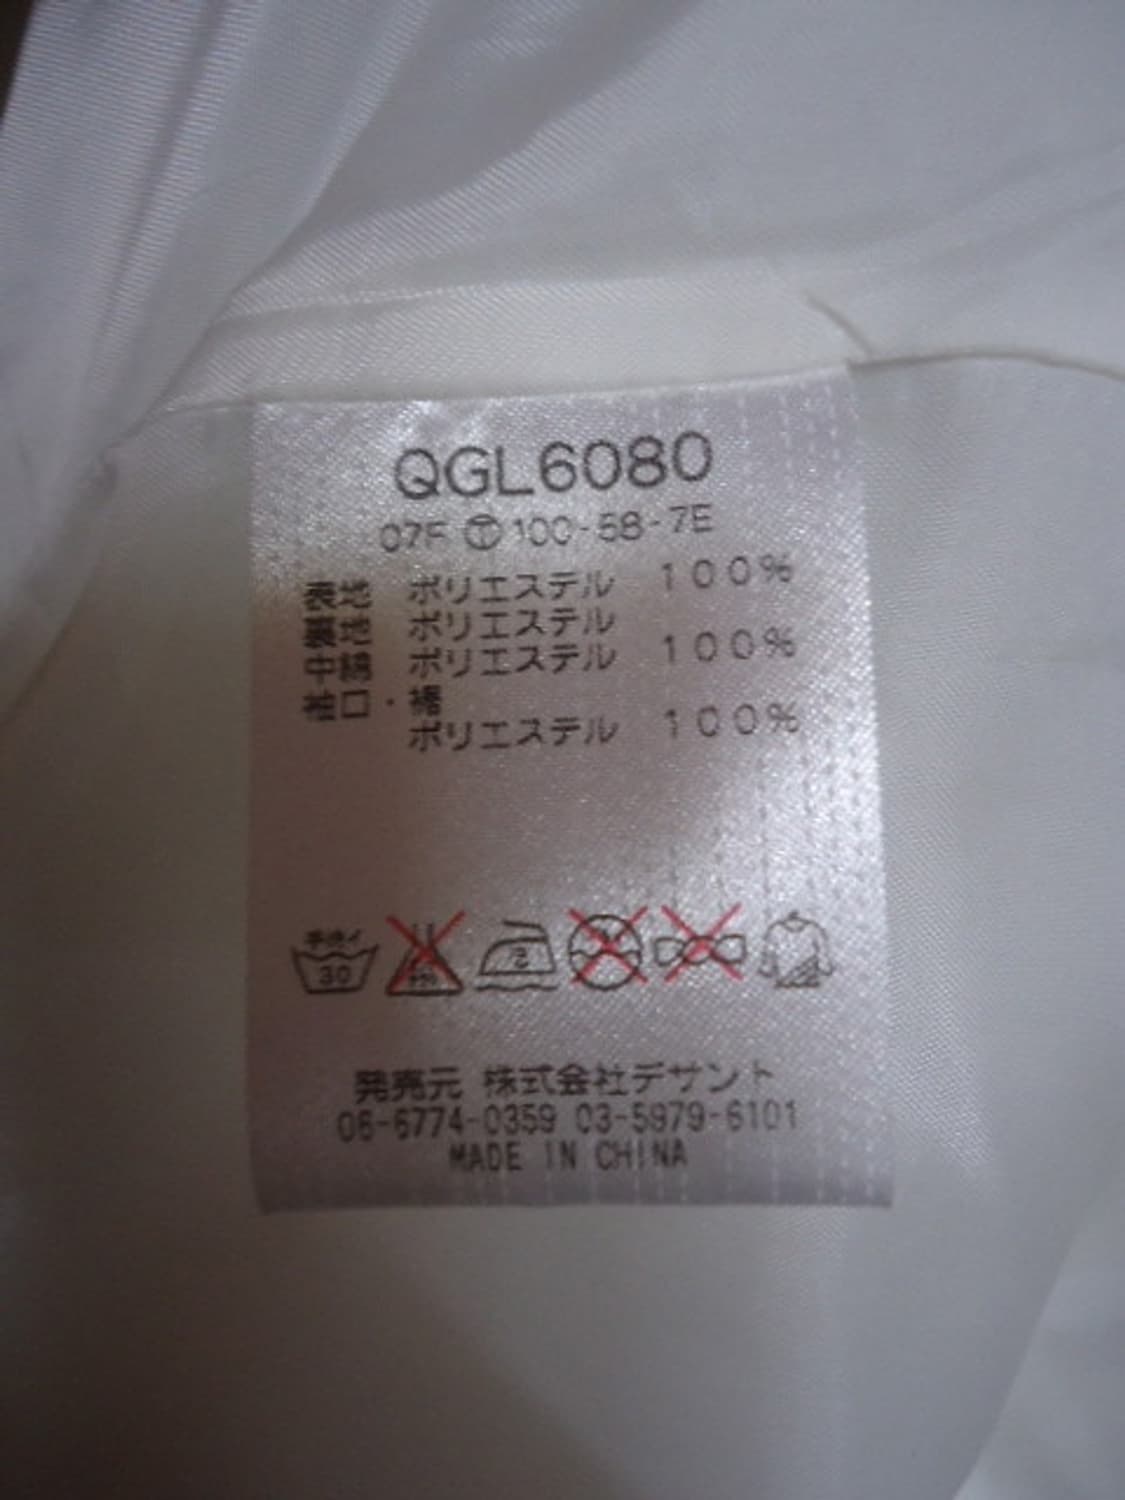 QGL6080
07F Ⓣ 100-58-7E
表地 ポリエステル 100%
裏地 ポリエステル
中綿 ポリエステル 100%
袖口・裾
ポリエステル 100%
手洗イ
30
中
発売元 株式会社デサント
06-6774-0359 03-5979-6101
MADE IN CHINA